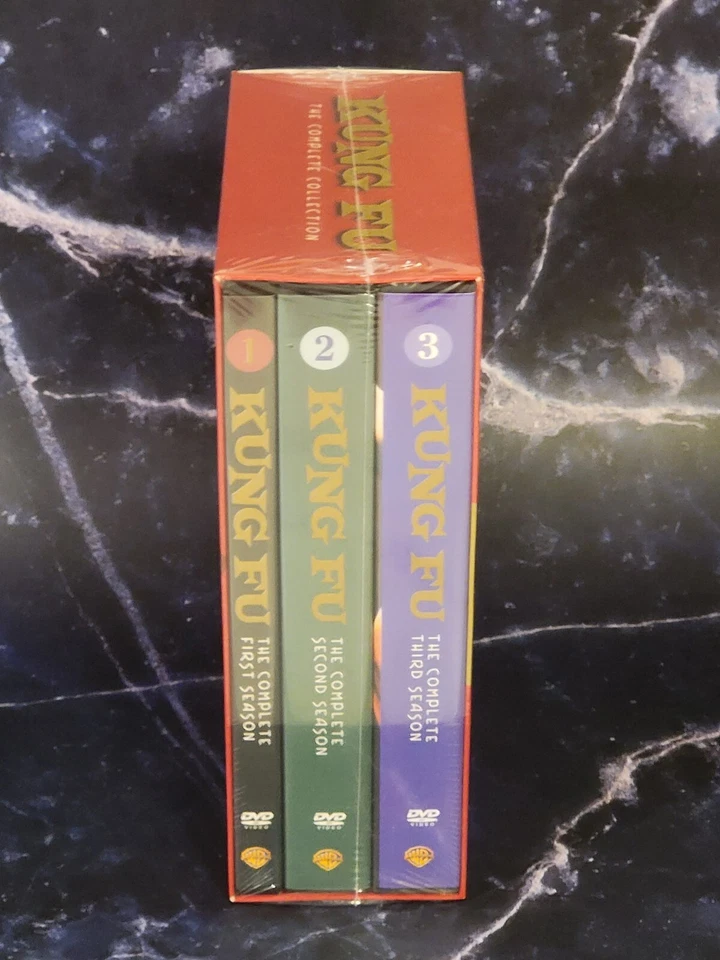 KUNG FU
THE COMPLETE COLLECTION
1
KUNG FU
THE COMPLETE
FIRST SEASON
DVD
VIDEO
2
KUNG FU
THE COMPLETE
SECOND SEASON
DVD
VIDEO
3
KUNG FU
THE COMPLETE
THIRD SEASON
DVD
VIDEO